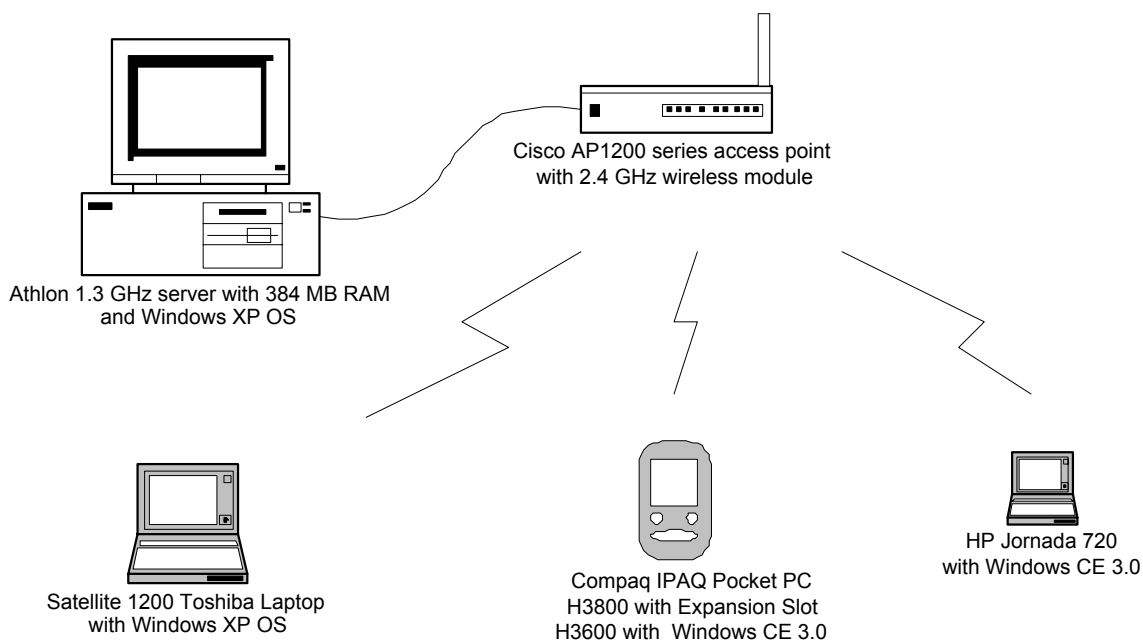 Cisco AP1200 series access point
with 2.4 GHz wireless module
Athlon 1.3 GHz server with 384 MB RAM
and Windows XP OS
Satellite 1200 Toshiba Laptop
with Windows XP OS
Compaq IPAQ Pocket PC
H3800 with Expansion Slot
H3600 with Windows CE 3.0
HP Jornada 720
with Windows CE 3.0